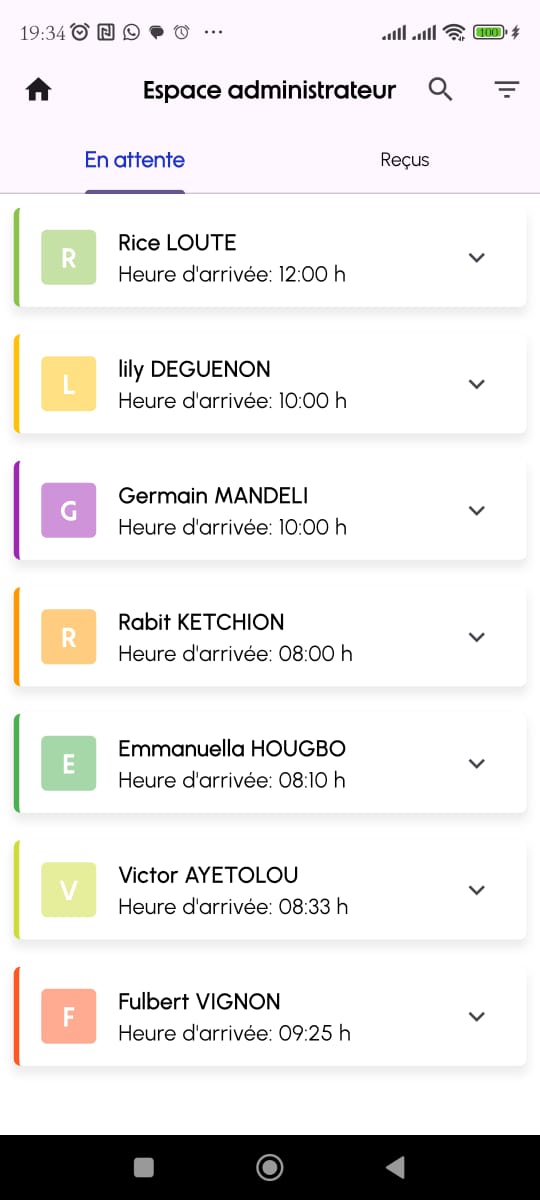 19:34
100
Espace administrateur
En attente
Reçus
R
Rice LOUTE
Heure d'arrivée: 12:00 h
L
lily DEGUENON
Heure d'arrivée: 10:00 h
G
Germain MANDELI
Heure d'arrivée: 10:00 h
R
Rabit KETCHION
Heure d'arrivée: 08:00 h
E
Emmanuella HOUGBO
Heure d'arrivée: 08:10 h
V
Victor AYETOLOU
Heure d'arrivée: 08:33 h
F
Fulbert VIGNON
Heure d'arrivée: 09:25 h